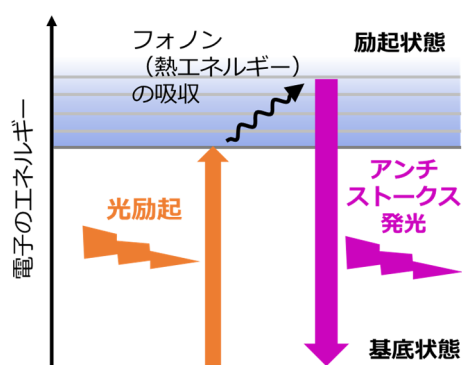 フォノン
（熱エネルギー）
の吸収
励起状態
電子のエネルギー
光励起
アンチ
ストークス
発光
基底状態